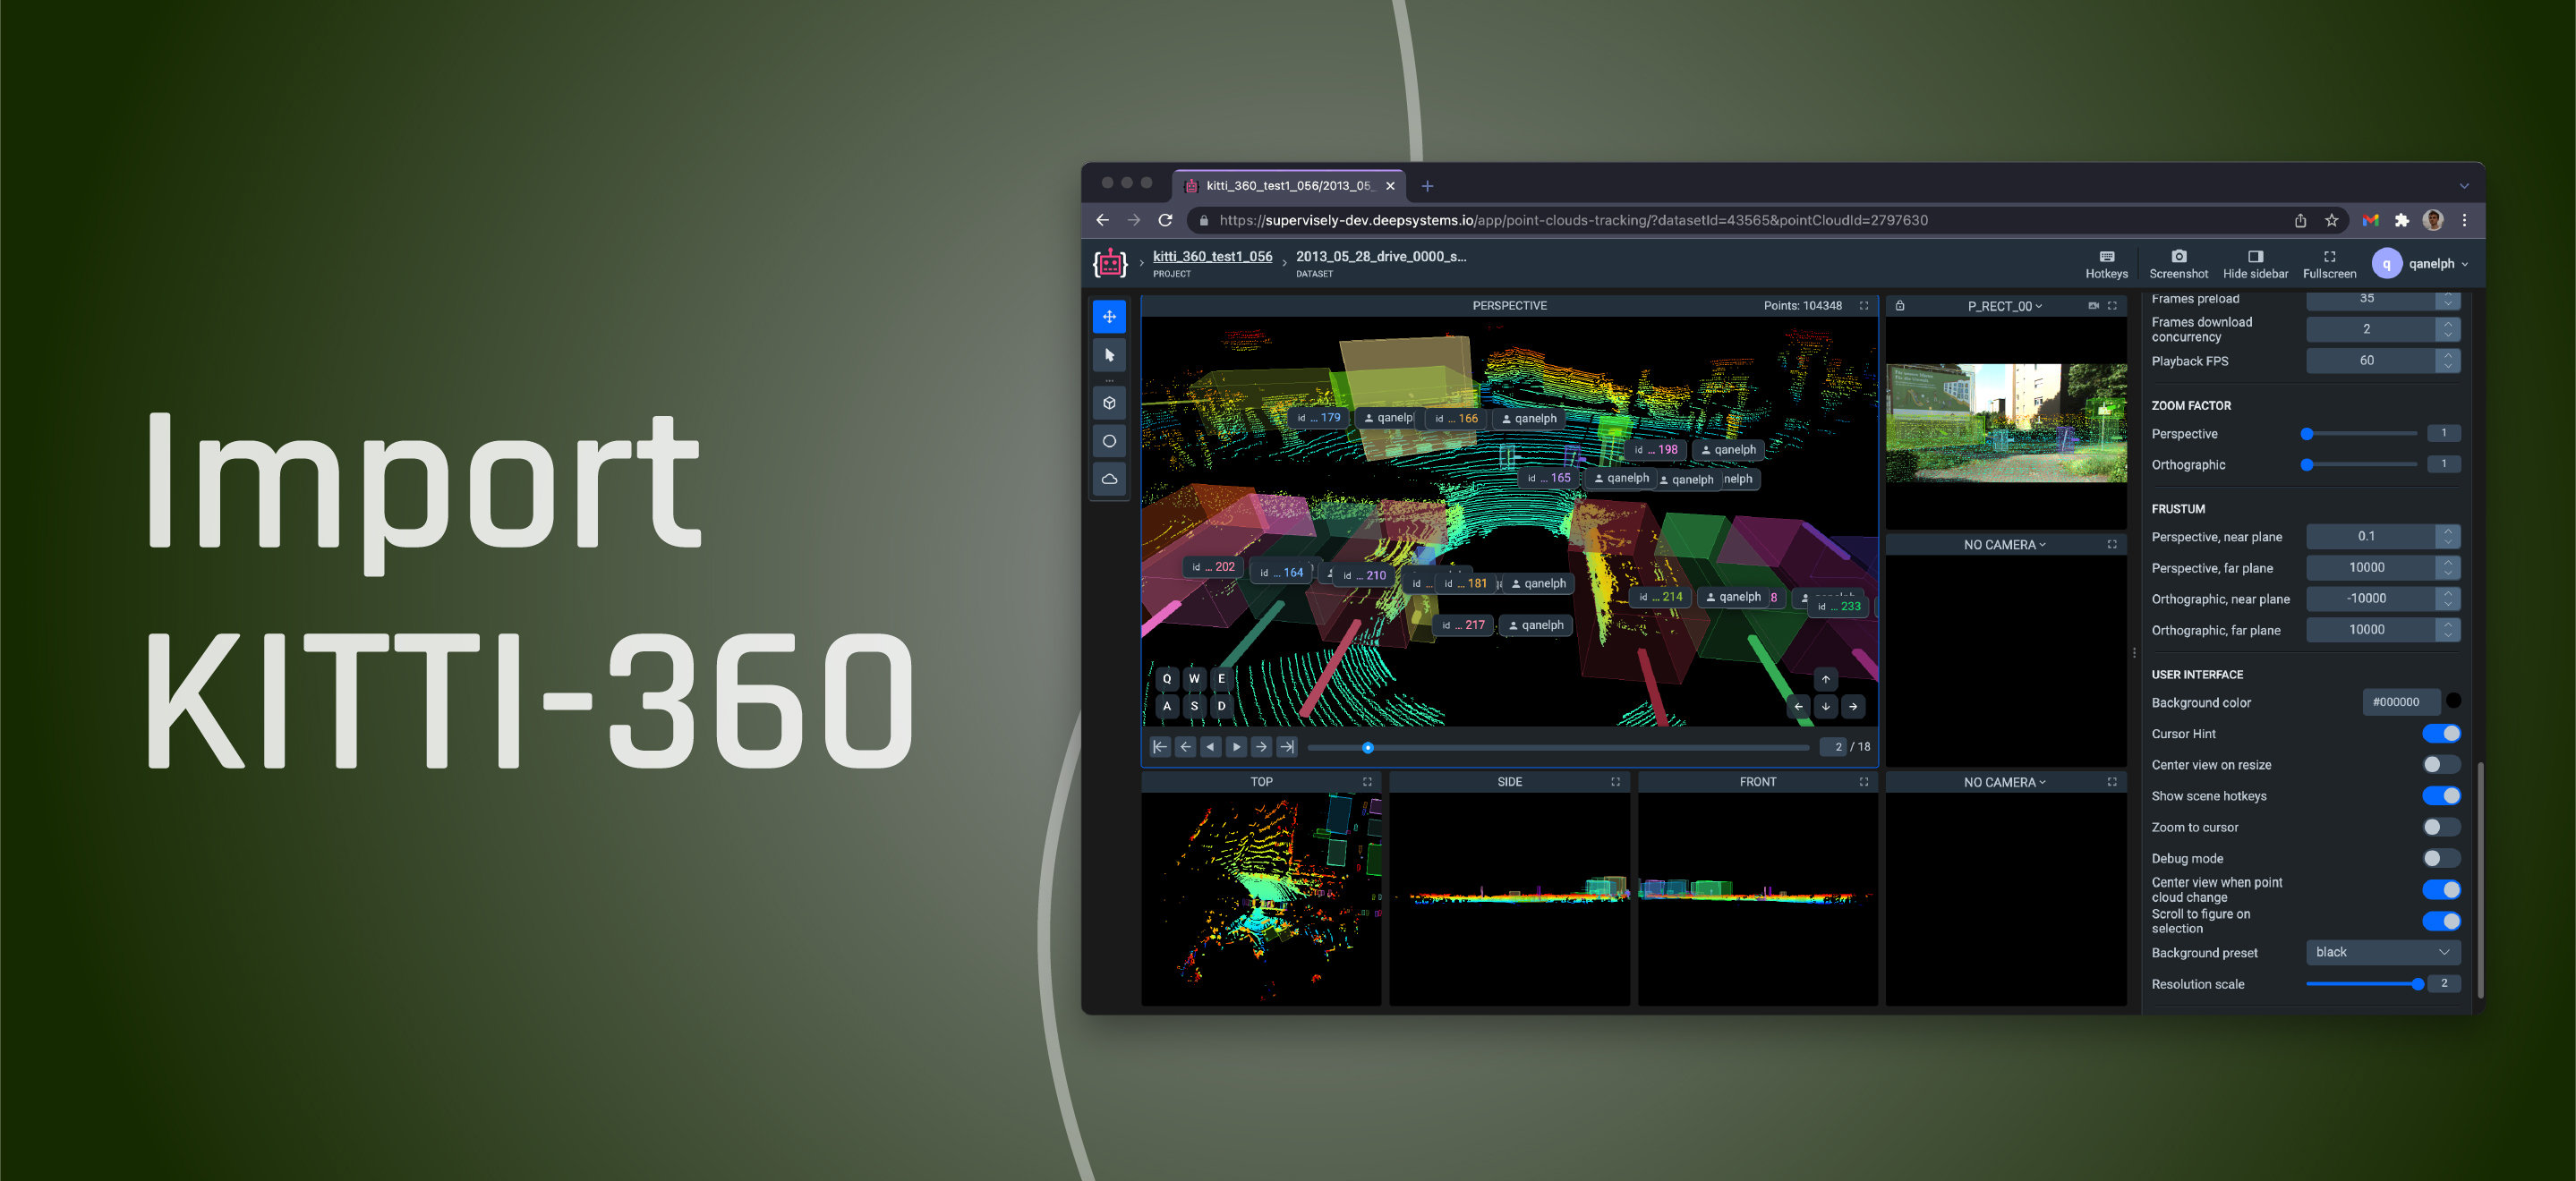 Import
KITTI-360
kitti_360_test1_056/2013_05_
https://supervisely-dev.deepsystems.io/app/point-clouds-tracking/?datasetId=43565&pointCloudId=2797630
kitti_360_test1_056
PROJECT
2013_05_28_drive_0000_s...
DATASET
Hotkeys
Screenshot
Hide sidebar
Fullscreen
q
qanelph
PERSPECTIVE
Points: 104348
id ... 179
qanelp
id ... 166
qanelph
id ... 198
qanelph
id ... 165
qanelph
qanelph
nelph
id ... 202
id ... 164
id ... 210
id ...
id ... 181
qanelph
id ... 214
qanelph
8
id ... 233
id ... 217
qanelph
Q W E
A S D
2 / 18
TOP
SIDE
FRONT
P_RECT_00
NO CAMERA
NO CAMERA
Frames preload
35
Frames download
concurrency
2
Playback FPS
60
ZOOM FACTOR
Perspective
1
Orthographic
1
FRUSTUM
Perspective, near plane
0.1
Perspective, far plane
10000
Orthographic, near plane
-10000
Orthographic, far plane
10000
USER INTERFACE
Background color
#000000
Cursor Hint
Center view on resize
Show scene hotkeys
Zoom to cursor
Debug mode
Center view when point
cloud change
Scroll to figure on
selection
Background preset
black
Resolution scale
2